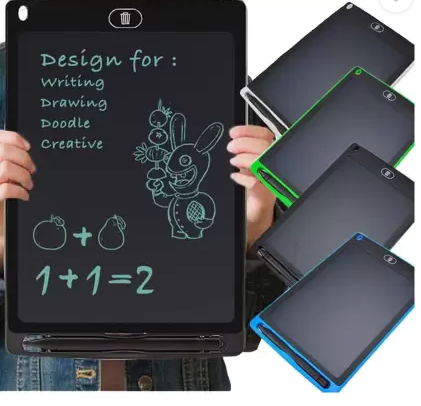 Design for :
Writing
Drawing
Doodle
Creative
+
1+1=2